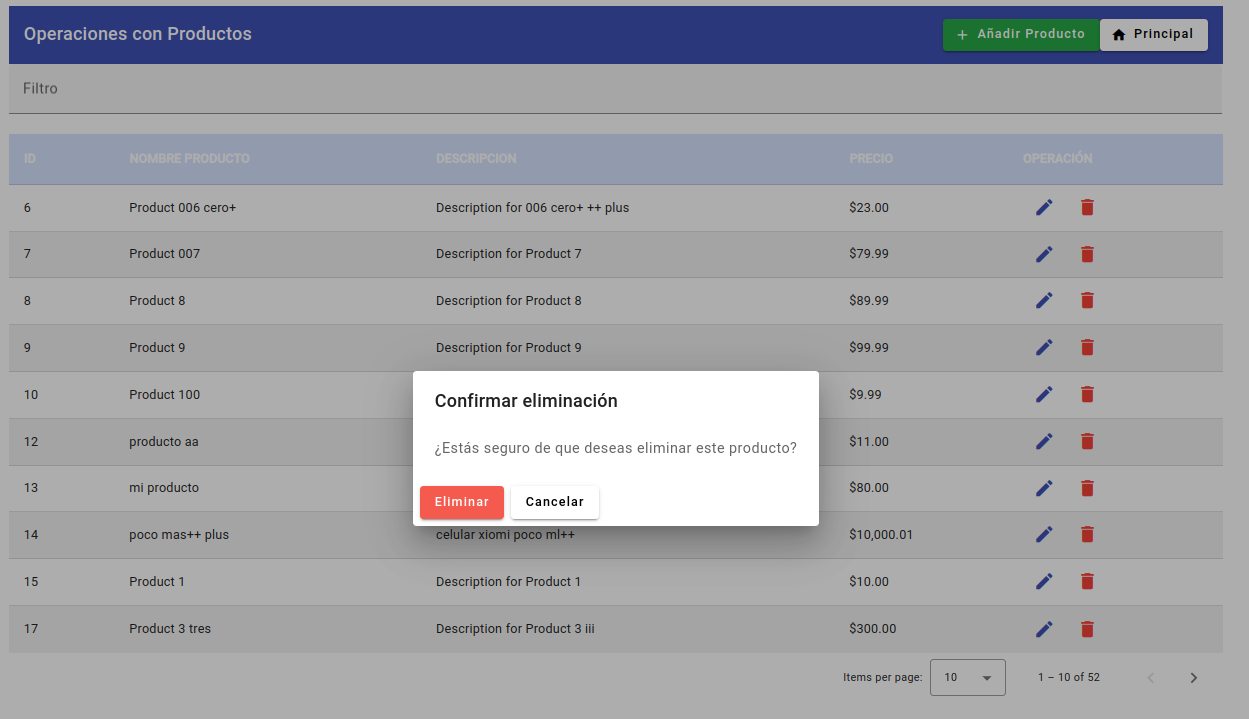 Operaciones con Productos
Añadir Producto
Principal
Filtro
ID NOMBRE PRODUCTO DESCRIPCION PRECIO OPERACIÓN
6 Product 006 cero+ Description for 006 cero+ ++ plus $23.00
7 Product 007 Description for Product 7 $79.99
8 Product 8 Description for Product 8 $89.99
9 Product 9 Description for Product 9 $99.99
10 Product 100 $9.99
12 producto aa $11.00
13 mi producto $80.00
14 poco mas++ plus celular xiomi poco ml++ $10,000.01
15 Product 1 Description for Product 1 $10.00
17 Product 3 tres Description for Product 3 iii $300.00
Confirmar eliminación
¿Estás seguro de que deseas eliminar este producto?
Eliminar Cancelar
Items per page: 10 1 – 10 of 52